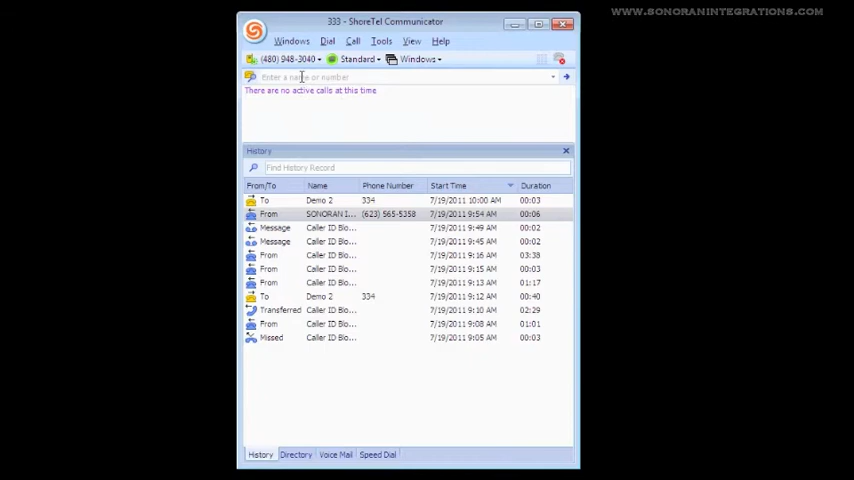 WWW.SONORANINTEGRATIONS.COM
333 - ShoreTel Communicator
Windows Dial Call Tools View Help
(480) 948-3040 Standard Windows
Enter a name or number
There are no active calls at this time
History
Find History Record
From/To Name Phone Number Start Time Duration
To Demo 2 334 7/19/2011 10:00 AM 00:03
From SONORAN I... (623) 565-5358 7/19/2011 9:54 AM 00:06
Message Caller ID Blo... 7/19/2011 9:49 AM 00:02
Message Caller ID Blo... 7/19/2011 9:45 AM 00:02
From Caller ID Blo... 7/19/2011 9:16 AM 03:38
From Caller ID Blo... 7/19/2011 9:15 AM 00:03
From Caller ID Blo... 7/19/2011 9:13 AM 01:17
To Demo 2 334 7/19/2011 9:12 AM 00:40
Transferred Caller ID Blo... 7/19/2011 9:10 AM 02:29
From Caller ID Blo... 7/19/2011 9:08 AM 01:01
Missed Caller ID Blo... 7/19/2011 9:05 AM 00:03
History Directory Voice Mail Speed Dial